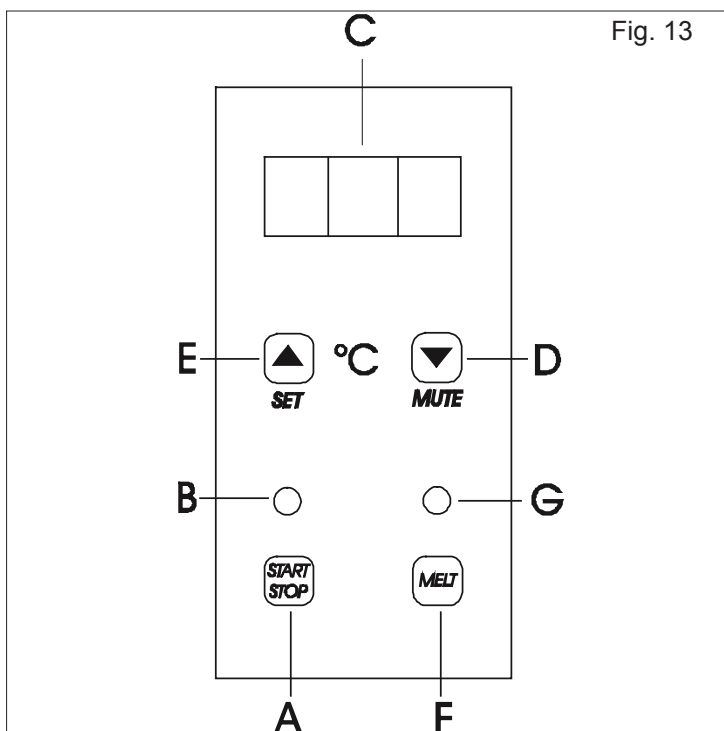 C
Fig. 13
E °C D
SET MUTE
B G
START
STOP
MELT
A F